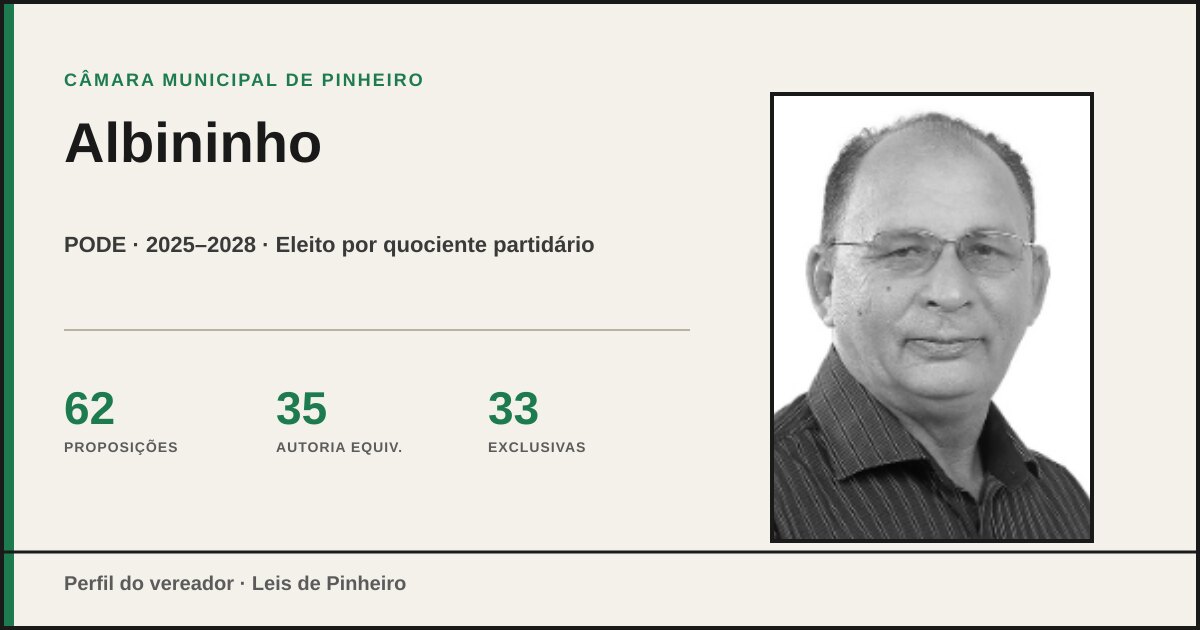 CÂMARA MUNICIPAL DE PINHEIRO
Albininho
PODE · 2025–2028 · Eleito por quociente partidário
62
PROPOSIÇÕES
35
AUTORIA EQUIV.
33
EXCLUSIVAS
Perfil do vereador · Leis de Pinheiro